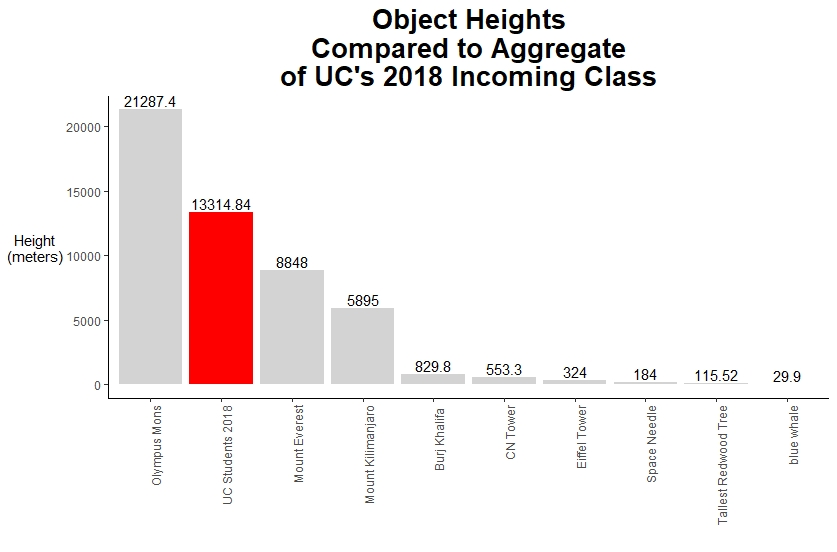 Object Heights
Compared to Aggregate
of UC's 2018 Incoming Class
Height
(meters)
20000
15000
10000
5000
0
21287.4
13314.84
8848
5895
829.8
553.3
324
184
115.52
29.9
Olympus Mons
UC Students 2018
Mount Everest
Mount Kilimanjaro
Burj Khalifa
CN Tower
Eiffel Tower
Space Needle
Tallest Redwood Tree
blue whale